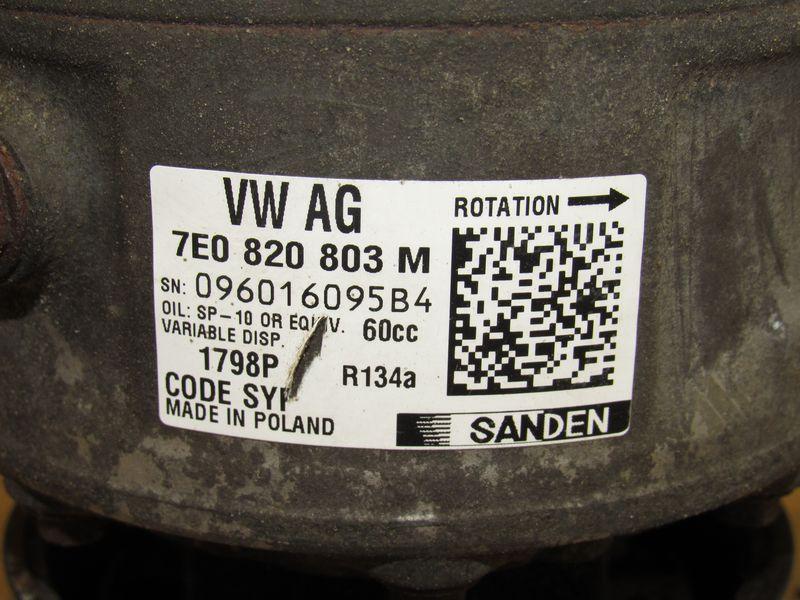 VW AG
7E0 820 803 M
SN: 096016095B4
OIL: SP-10 OR EQUIV. 60cc
VARIABLE DISP.
1798P R134a
CODE
MADE IN POLAND
ROTATION
SANDEN